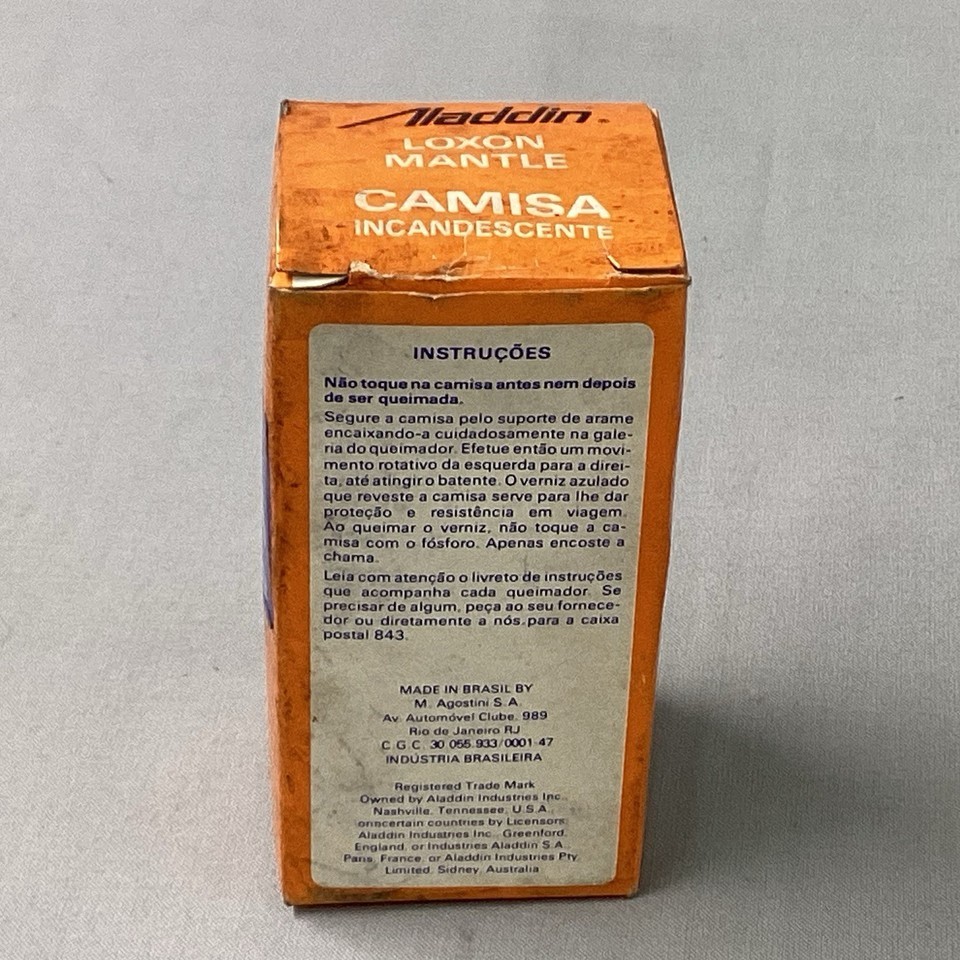 Aladdin®
LOXON
MANTLE
CAMISA
INCANDESCENTE
INSTRUÇÕES
Não toque na camisa antes nem depois
de ser queimada.
Segure a camisa pelo suporte de arame
encaixando-a cuidadosamente na gale-
ria do queimador. Efetue então um movi-
mento rotativo da esquerda para a direi-
ta, até atingir o batente. O verniz azulado
que reveste a camisa serve para lhe dar
proteção e resistência em viagem.
Ao queimar o verniz, não toque a ca-
misa com o fósforo. Apenas encoste a
chama.
Leia com atenção o livreto de instruções
que acompanha cada queimador. Se
precisar de algum, peça ao seu fornece-
dor ou diretamente a nós para a caixa
postal 843.
MADE IN BRASIL BY
M. Agostini S.A.
Av. Automóvel Clube, 989
Rio de Janeiro RJ
C.G.C. 30.055.933/0001-47
INDÚSTRIA BRASILEIRA
Registered Trade Mark
Owned by Aladdin Industries Inc.,
Nashville, Tennessee, U.S.A.,
orincertain countries by Licensors:
Aladdin Industries Inc., Greenford,
England, or Industries Aladdin S.A.,
Paris, France, or Aladdin Industries Pty
Limited, Sidney, Australia